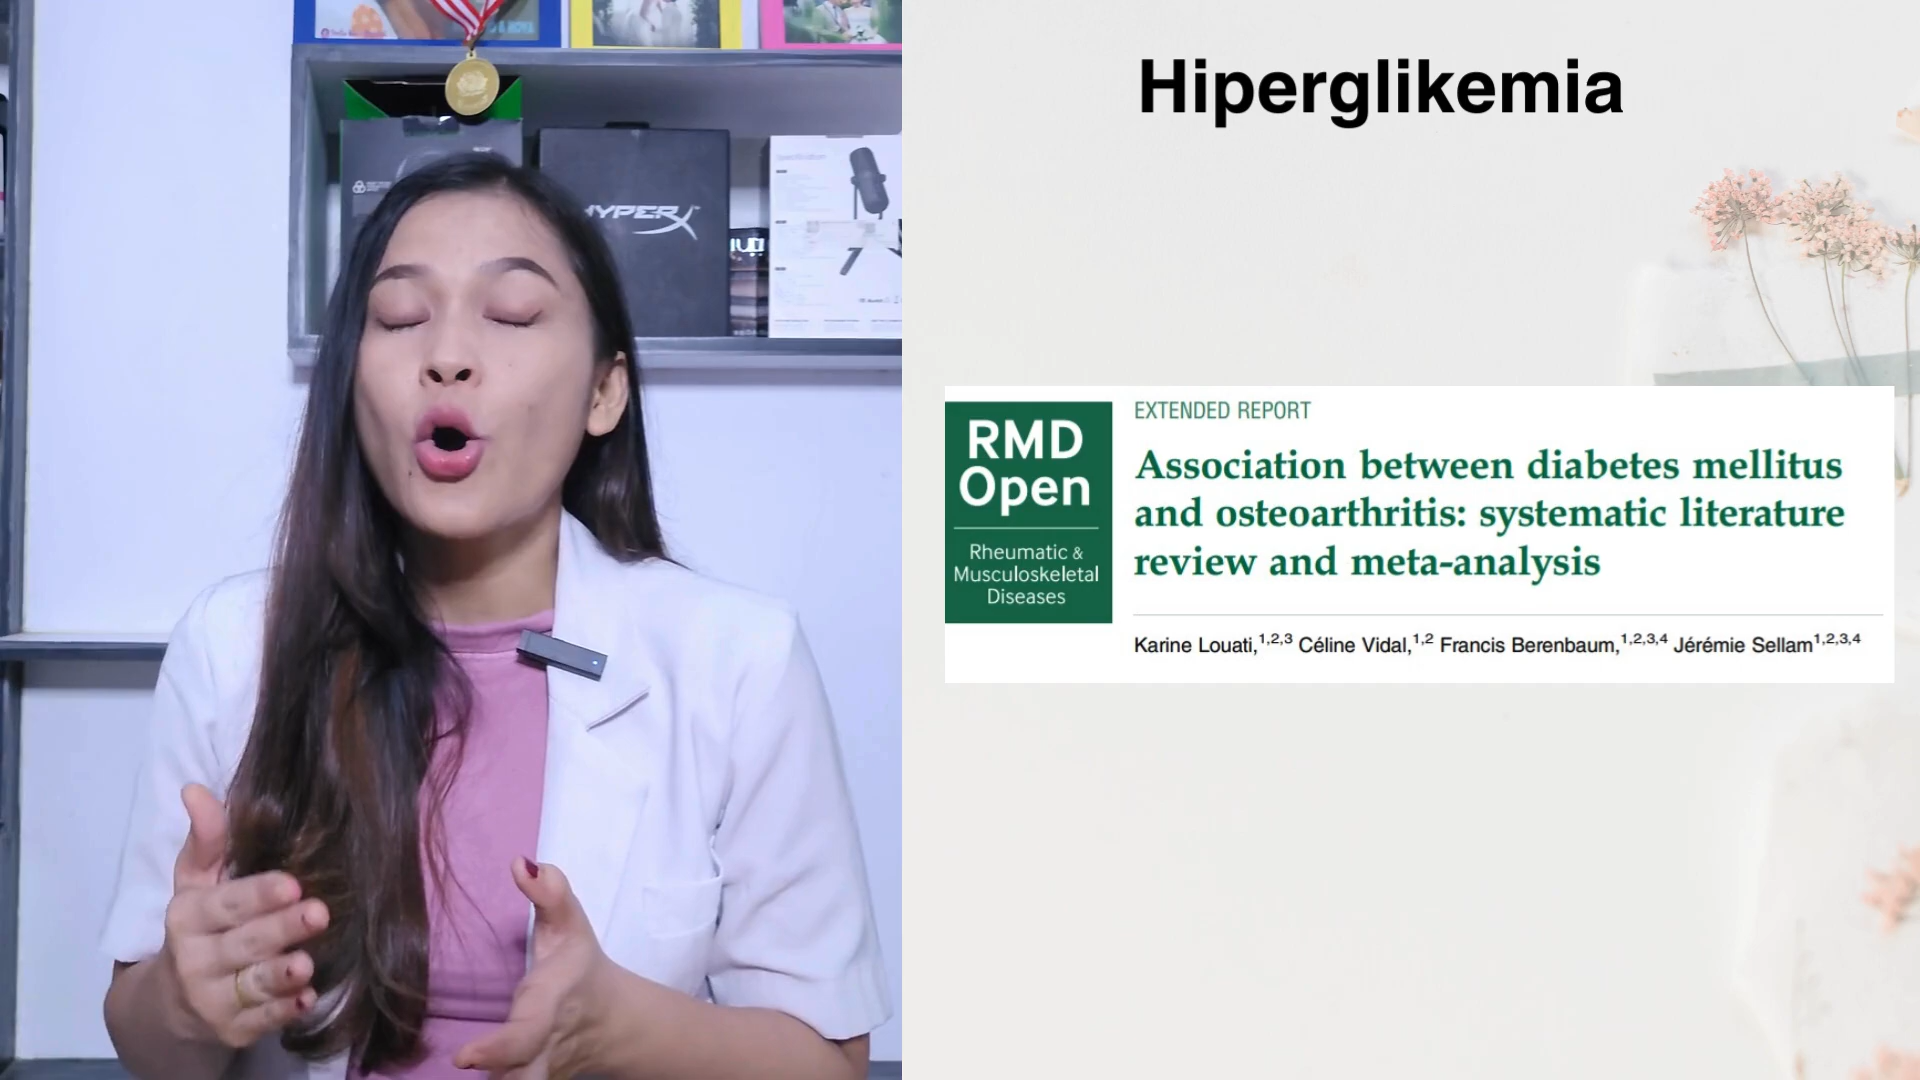 Hiperglikemia
HYPERX
RMD
Open
Rheumatic &
Musculoskeletal
Diseases
EXTENDED REPORT
Association between diabetes mellitus
and osteoarthritis: systematic literature
review and meta-analysis
Karine Louati,1,2,3 Céline Vidal,1,2 Francis Berenbaum,1,2,3,4 Jérémie Sellam1,2,3,4